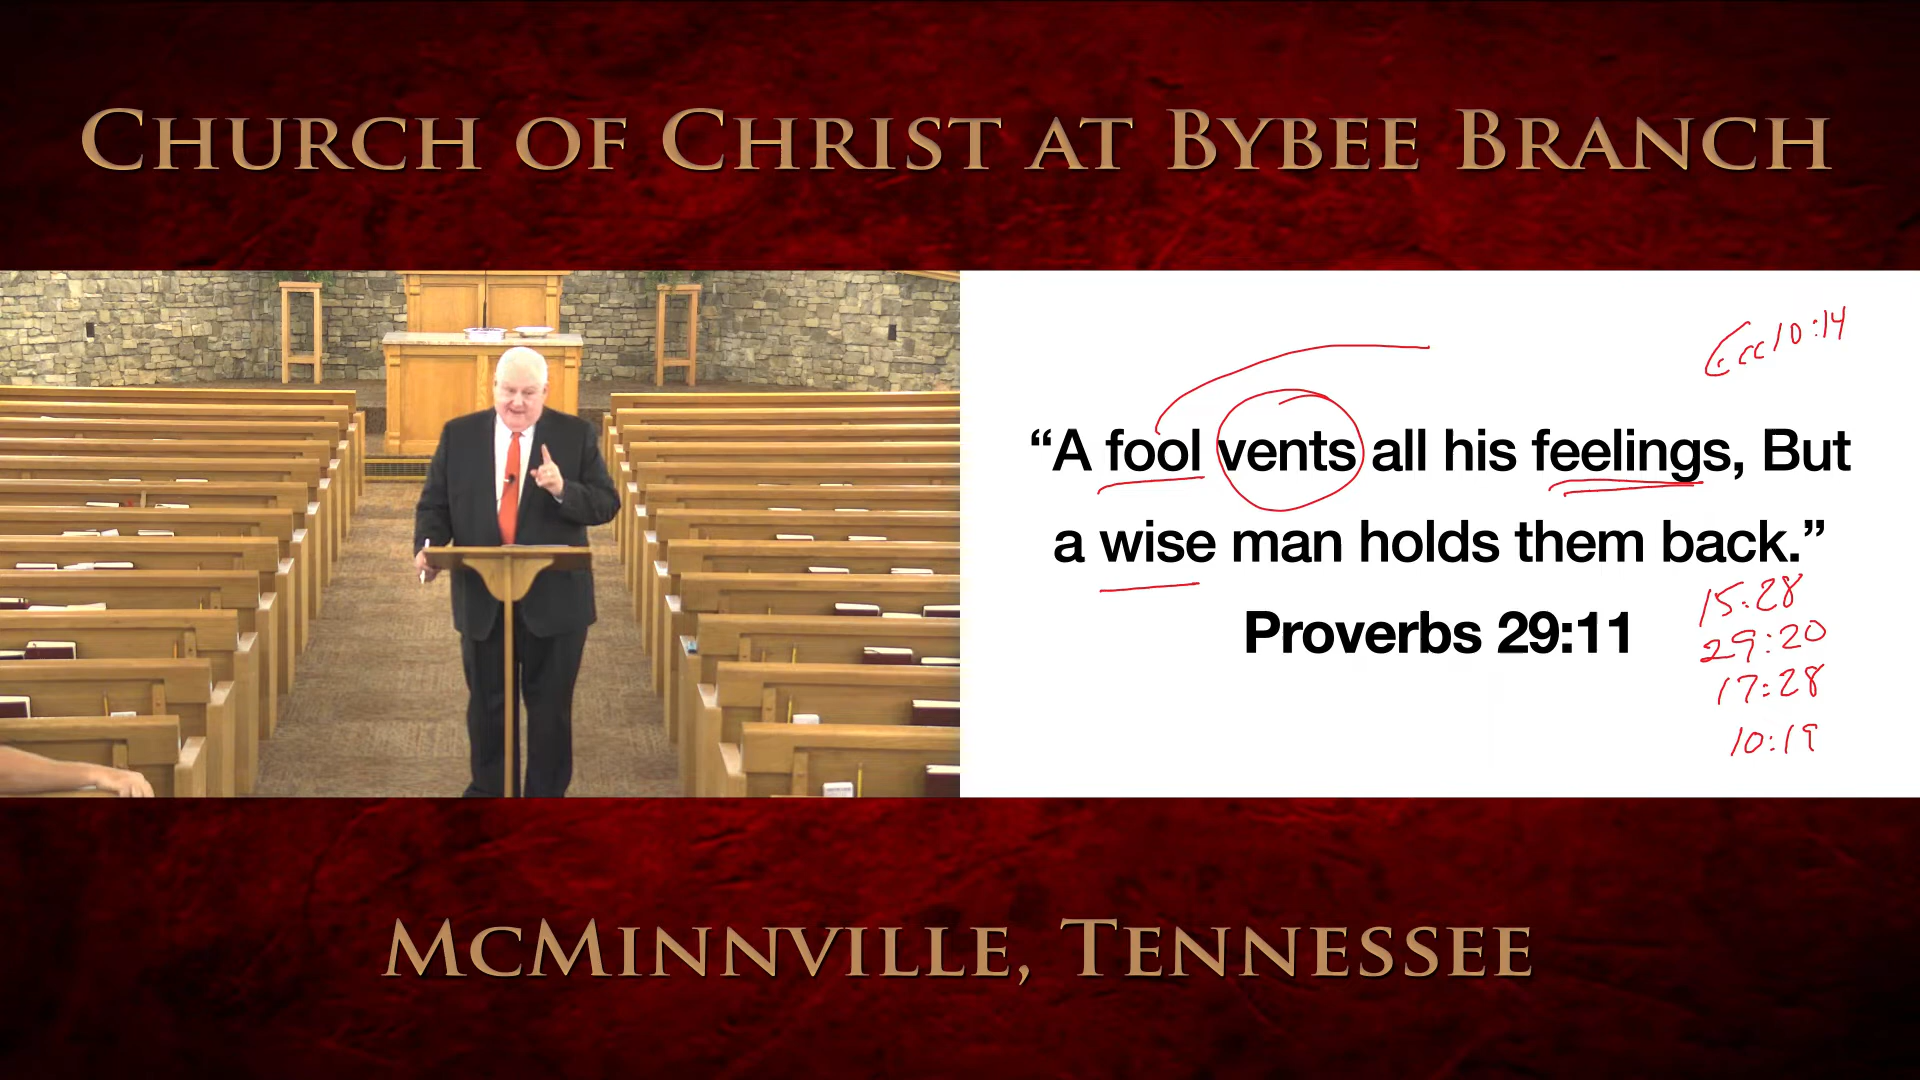 Church of Christ at Bybee Branch
Ecc 10:14
“A fool vents all his feelings, But
a wise man holds them back.”
15:28
Proverbs 29:11
29:20
17:28
10:19
McMinnville, Tennessee